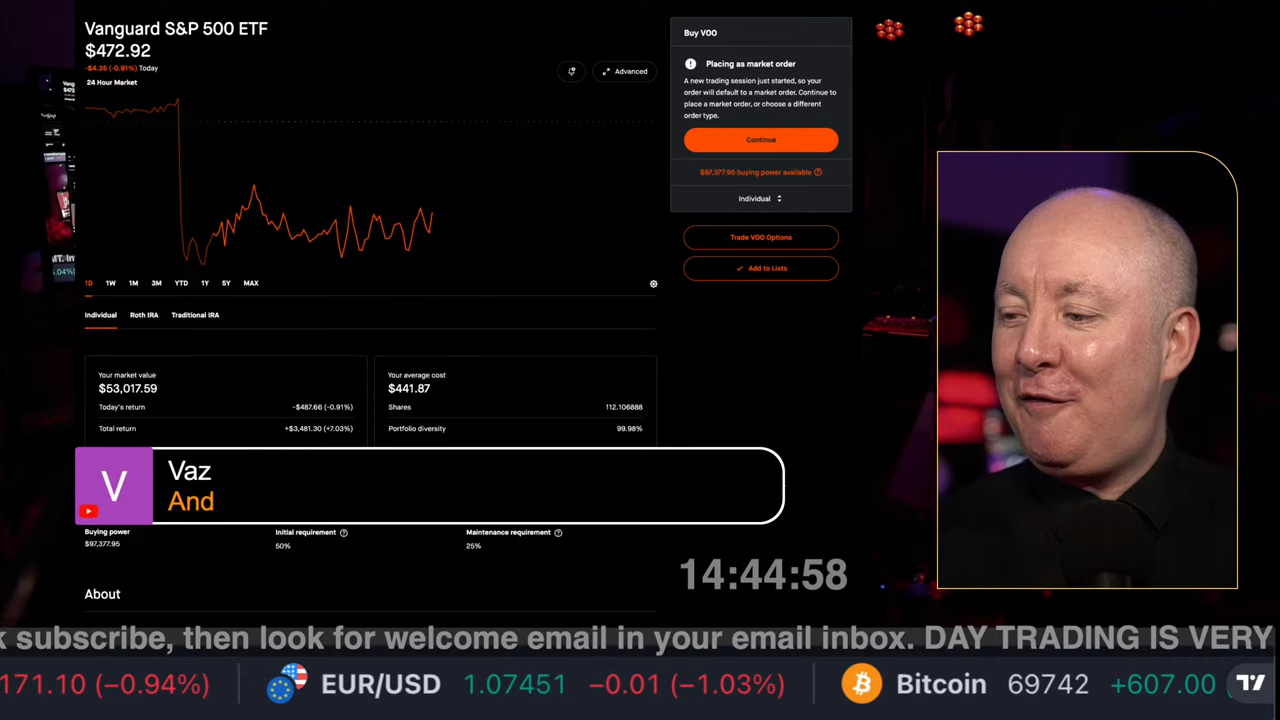 Vanguard S&P 500 ETF
$472.92
-$4.35 (-0.91%) Today
24 Hour Market
Advanced
1D 1W 1M 3M YTD 1Y 5Y MAX
Individual Roth IRA Traditional IRA
Your market value
$53,017.59
Today's return -$487.66 (-0.91%)
Total return +$3,481.30 (+7.03%)
Your average cost
$441.87
Shares 112.106888
Portfolio diversity 99.98%
Buy VOO
Placing as market order
A new trading session just started, so your
order will default to a market order. Continue to
place a market order, or choose a different
order type.
Continue
$97,377.95 buying power available
Individual
Trade VOO Options
Add to Lists
V
Vaz
And
Buying power Initial requirement Maintenance requirement
$97,377.95 50% 25%
About
14:44:58
subscribe, then look for welcome email in your email inbox. DAY TRADING IS VERY
171.10 (−0.94%) EUR/USD 1.07451 −0.01 (−1.03%) Bitcoin 69742 +607.00